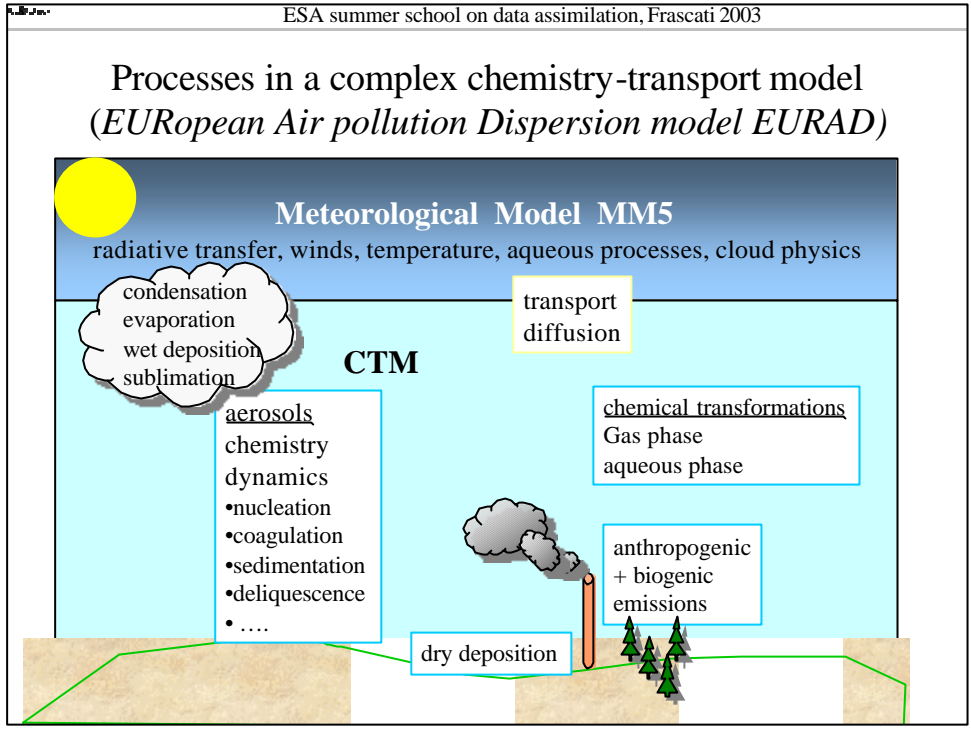 ESA summer school on data assimilation, Frascati 2003
Processes in a complex chemistry-transport model
(EURopean Air pollution Dispersion model EURAD)
Meteorological Model MM5
radiative transfer, winds, temperature, aqueous processes, cloud physics
condensation
evaporation
wet deposition
sublimation
transport
diffusion
CTM
aerosols
chemistry
dynamics
•nucleation
•coagulation
•sedimentation
•deliquescence
• ….
chemical transformations
Gas phase
aqueous phase
anthropogenic
+ biogenic
emissions
dry deposition